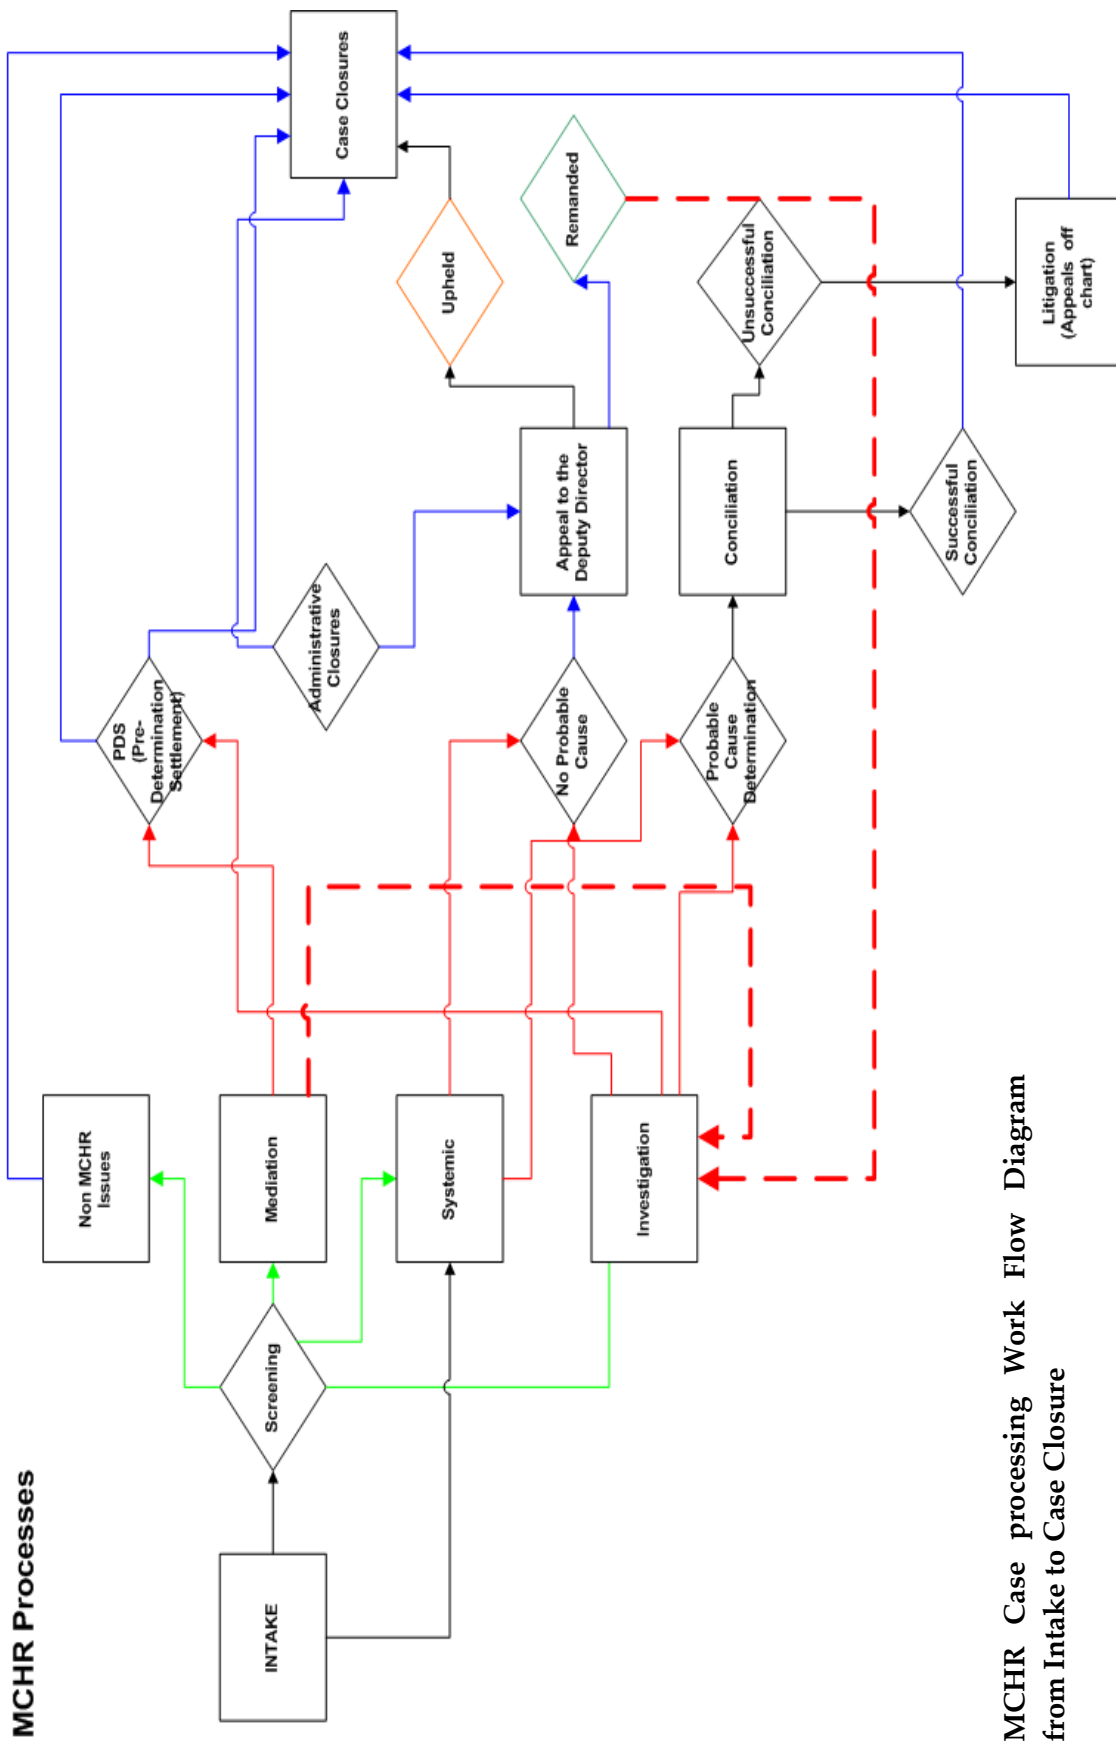 MCHR Processes
INTAKE
Screening
Non MCHR
Issues
Mediation
Systemic
Investigation
PDS
(Pre-
Determination
Settlement)
Administrative
Closures
No Probable
Cause
Probable
Cause
Determination
Appeal to the
Deputy Director
Conciliation
Successful
Conciliation
Upheld
Remanded
Unsuccessful
Conciliation
Litigation
(Appeals off
chart)
Case Closures
MCHR Case processing Work Flow Diagram
from Intake to Case Closure